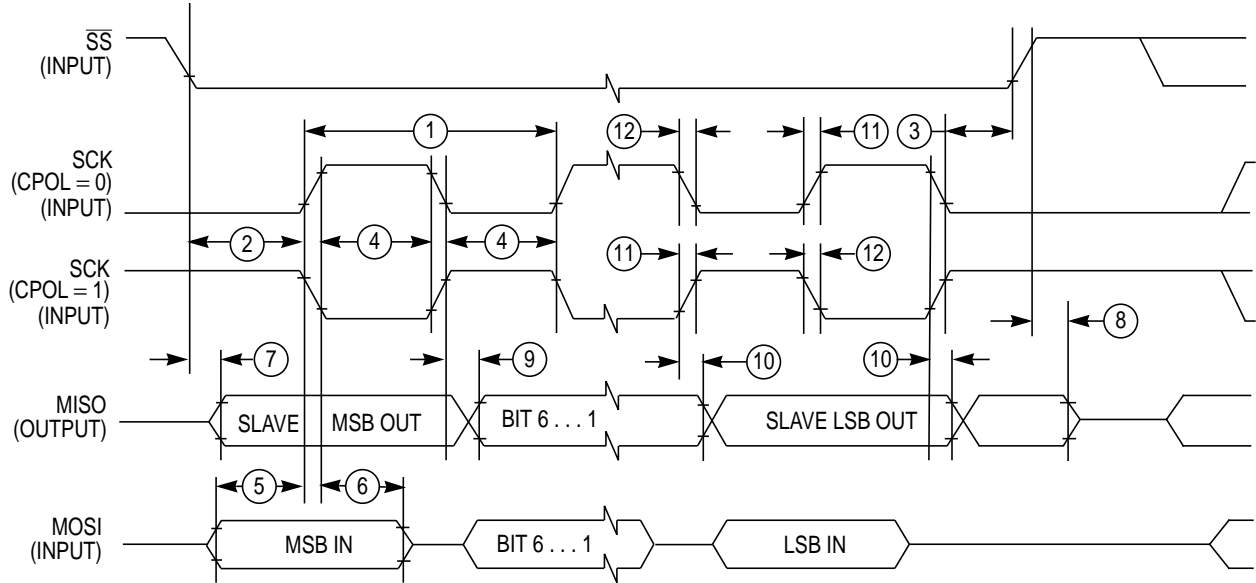 SS
(INPUT)
1
12
11
3
SCK
(CPOL = 0)
(INPUT)
2
4
4
11
12
SCK
(CPOL = 1)
(INPUT)
8
7
9
10
10
MISO
(OUTPUT)
SLAVE
MSB OUT
BIT 6 . . . 1
SLAVE LSB OUT
5
6
MOSI
(INPUT)
MSB IN
BIT 6 . . . 1
LSB IN